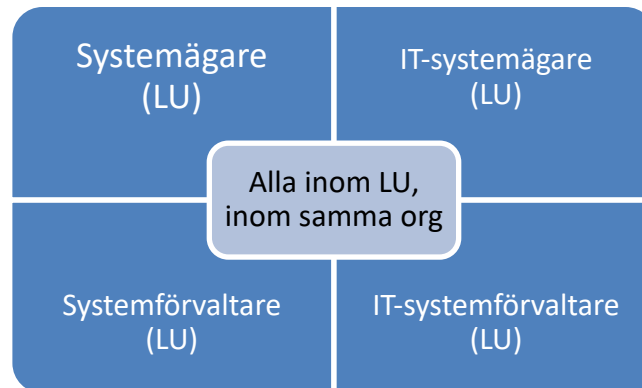 Systemägare
(LU)
IT-systemägare
(LU)
Alla inom LU,
inom samma org
Systemförvaltare
(LU)
IT-systemförvaltare
(LU)